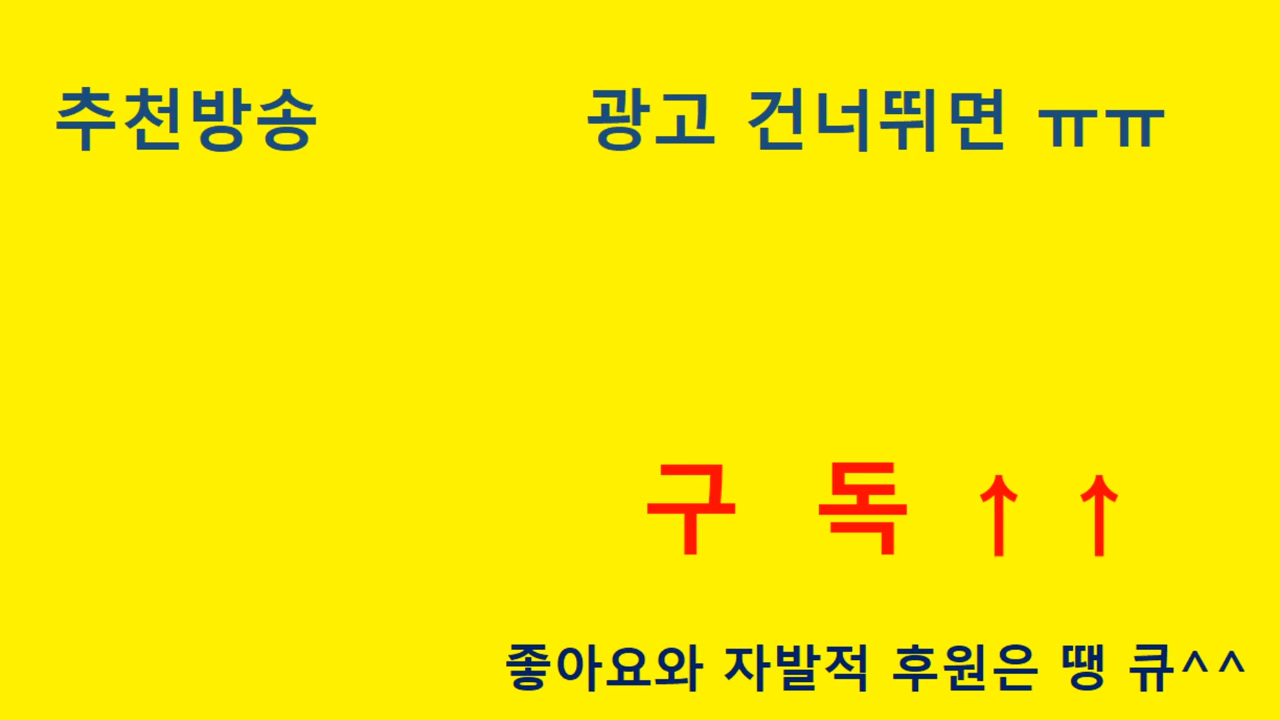 추천방송 광고 건너뛰면 ㅠㅠ
구 독 ↑ ↑
좋아요와 자발적 후원은 땡 큐^^